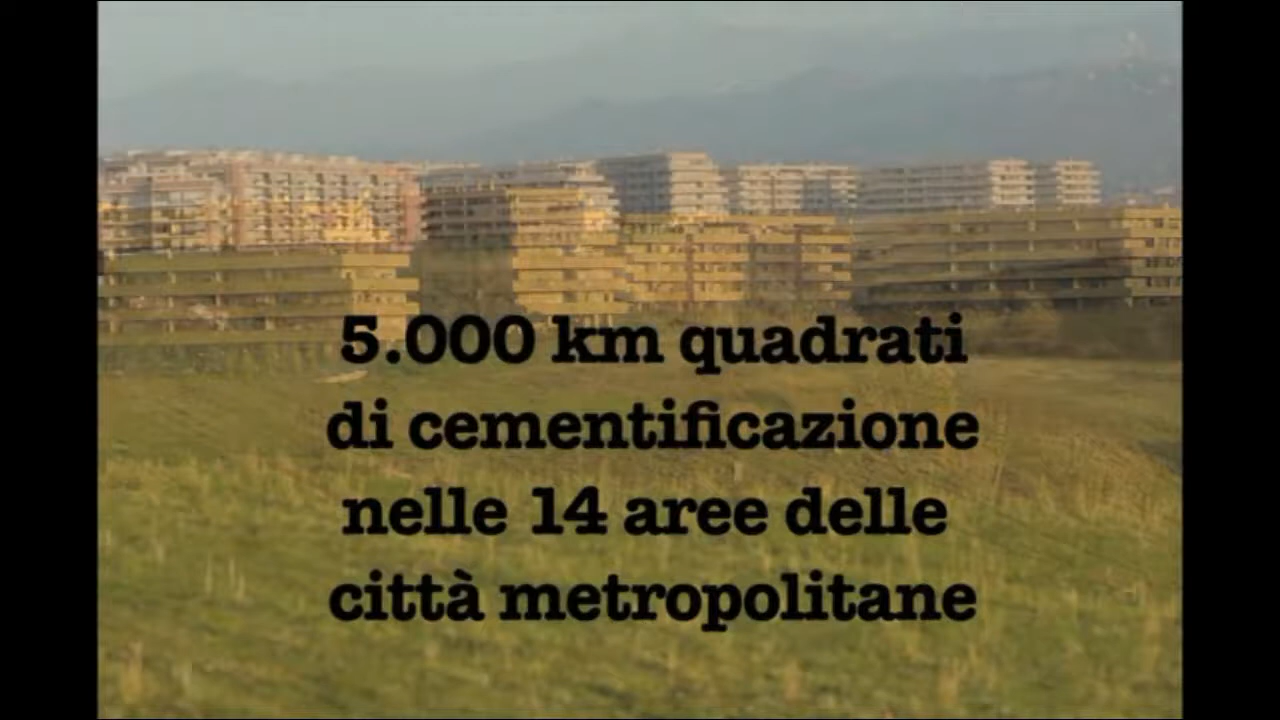 5.000 km quadrati
di cementificazione
nelle 14 aree delle
città metropolitane